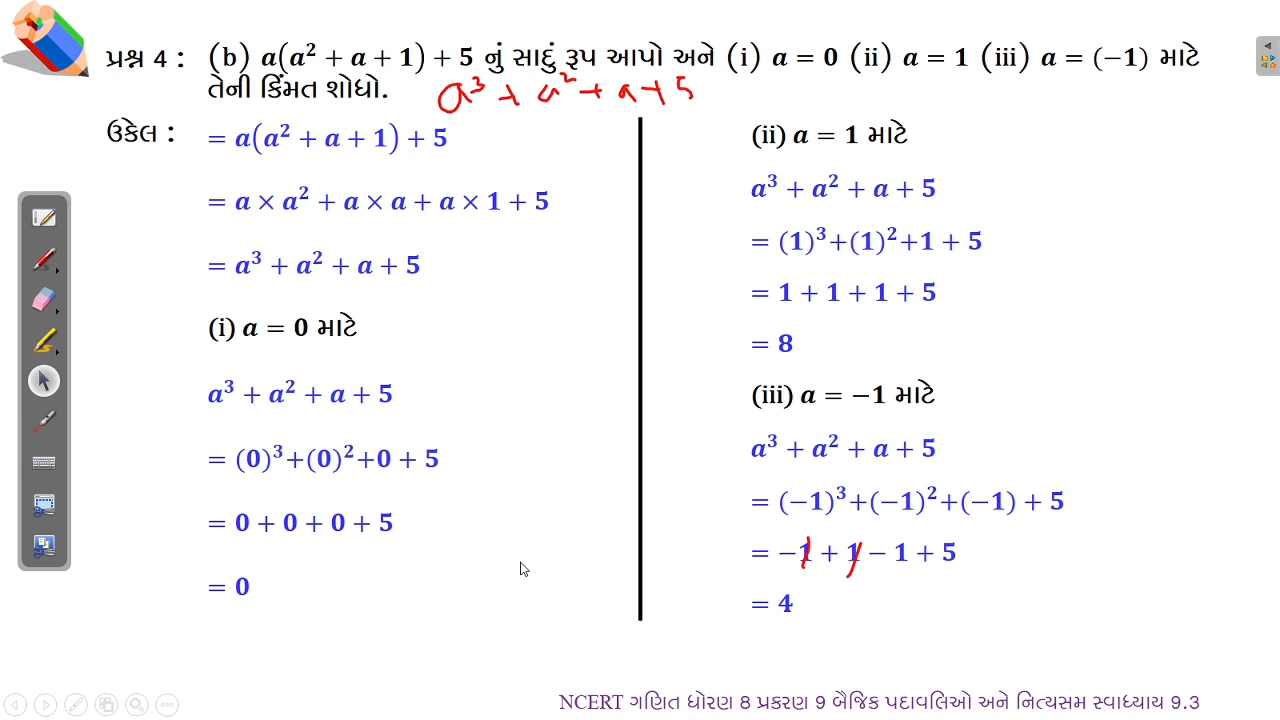 પ્રશ્ન 4 : (b) a(a² + a + 1) + 5 નું સાદું રૂપ આપો અને (i) a = 0 (ii) a = 1 (iii) a = (−1) માટે
તેની કિંમત શોધો.
a³ + a² + a + 5
ઉકેલ : = a(a² + a + 1) + 5
= a × a² + a × a + a × 1 + 5
= a³ + a² + a + 5
(i) a = 0 માટે
a³ + a² + a + 5
= (0)³+(0)²+0 + 5
= 0 + 0 + 0 + 5
= 0
(ii) a = 1 માટે
a³ + a² + a + 5
= (1)³+(1)²+1 + 5
= 1 + 1 + 1 + 5
= 8
(iii) a = −1 માટે
a³ + a² + a + 5
= (−1)³+(−1)²+(−1) + 5
= −1 + 1 − 1 + 5
= 4
NCERT ગણિત ધોરણ 8 પ્રકરણ 9 બૈજિક પદાવલિઓ અને નિત્યસમ સ્વાધ્યાય 9.3